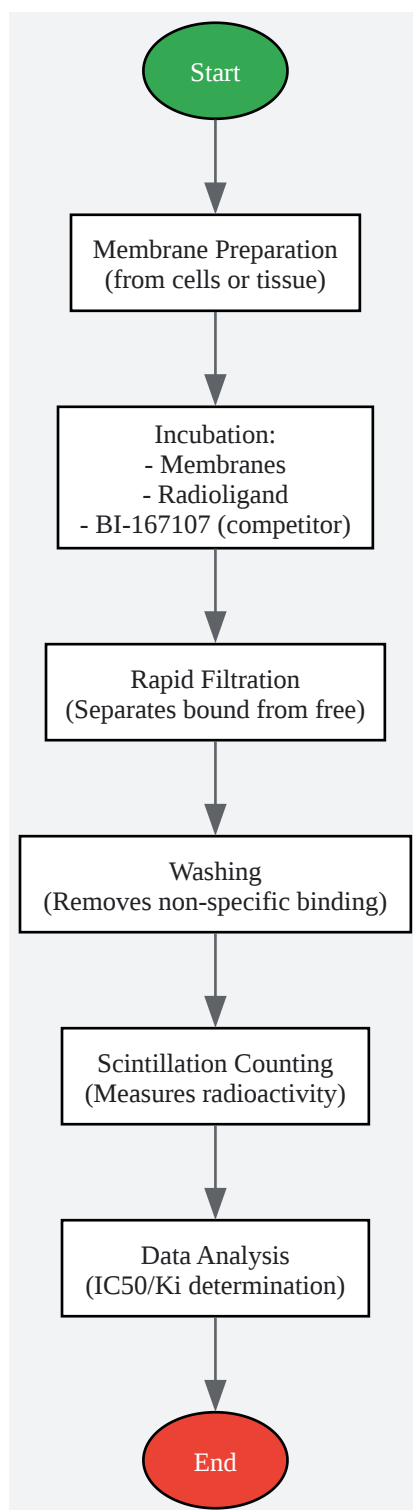 Start
Membrane Preparation
(from cells or tissue)
Incubation:
- Membranes
- Radioligand
- BI-167107 (competitor)
Rapid Filtration
(Separates bound from free)
Washing
(Removes non-specific binding)
Scintillation Counting
(Measures radioactivity)
Data Analysis
(IC50/Ki determination)
End